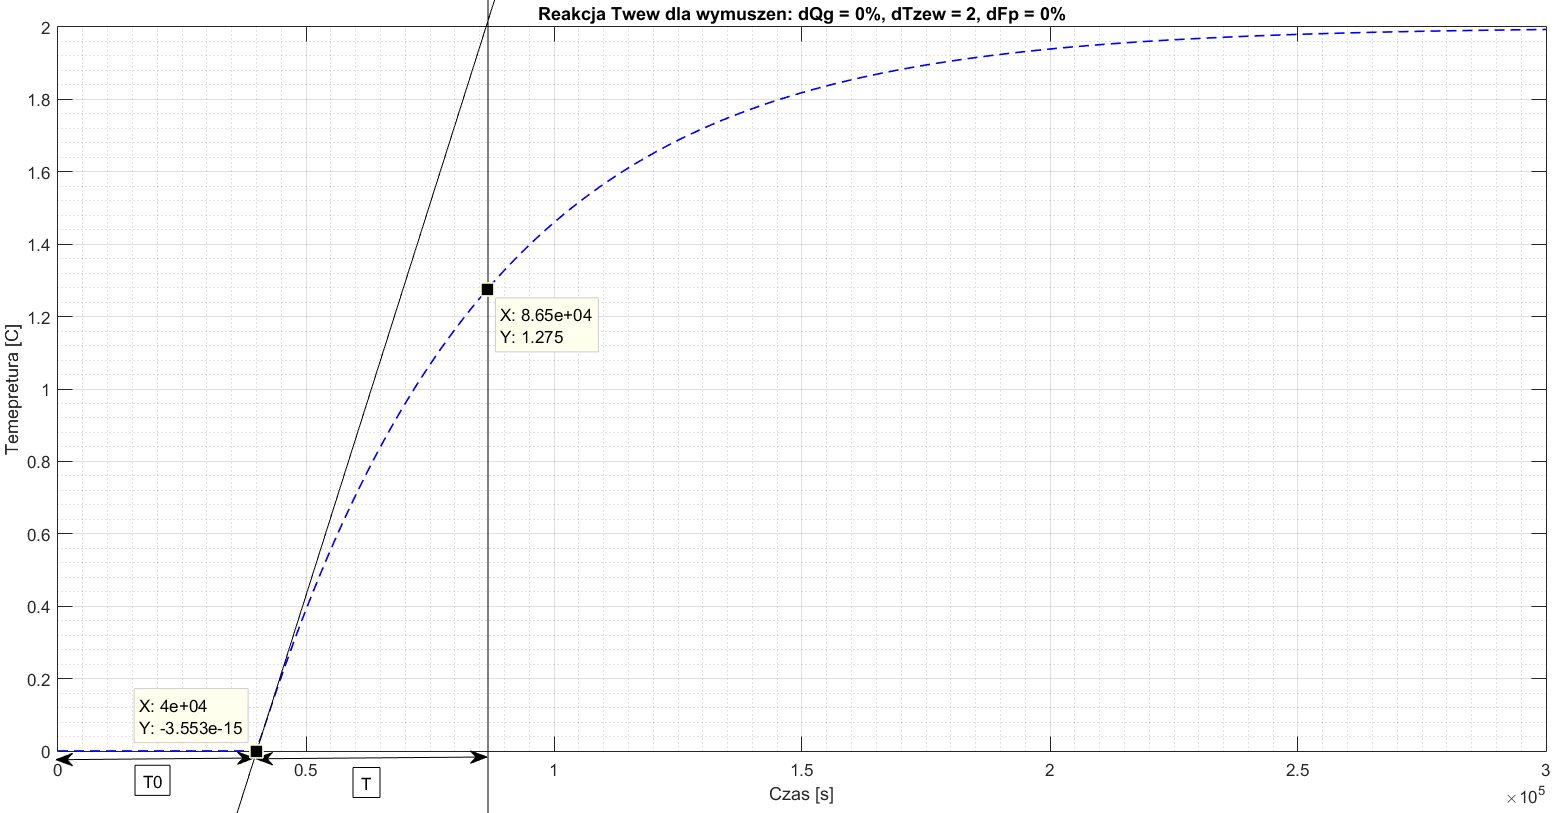 Reakcja Twew dla wymuszen: dQg = 0%, dTzew = 2, dFp = 0%
2
1.8
1.6
1.4
1.2
1
0.8
0.6
0.4
0.2
0
Temepretura [C]
X: 8.65e+04
Y: 1.275
X: 4e+04
Y: -3.553e-15
T0
T
0
0.5
1
1.5
2
2.5
3
Czas [s]
×10^5